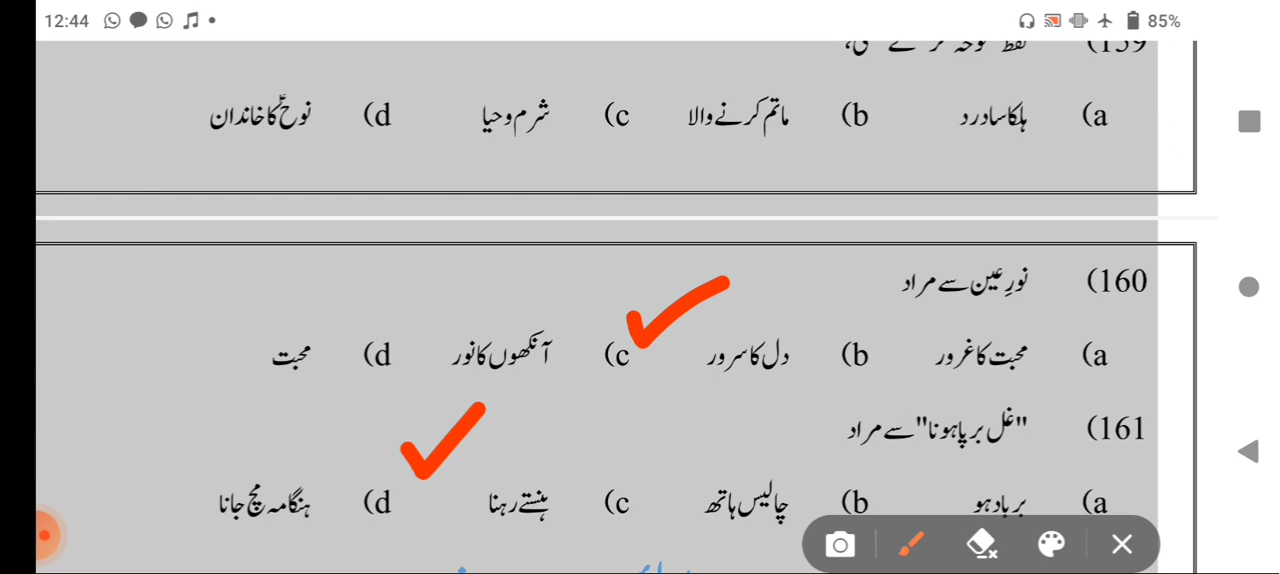 12:44 85%
159)
a) ہلکا سا درد b) ماتم کرنے والا c) شرم و حیا d) نوحؑ کا خاندان
160) نورِ عین سے مراد
a) محبت کا غرور b) دل کا سرور c) آنکھوں کا نور d) محبت
161) "غل برپا ہونا" سے مراد
a) برباد ہو b) چالیس ہاتھ c) ہنستے رہنا d) ہنگامہ مچ جانا